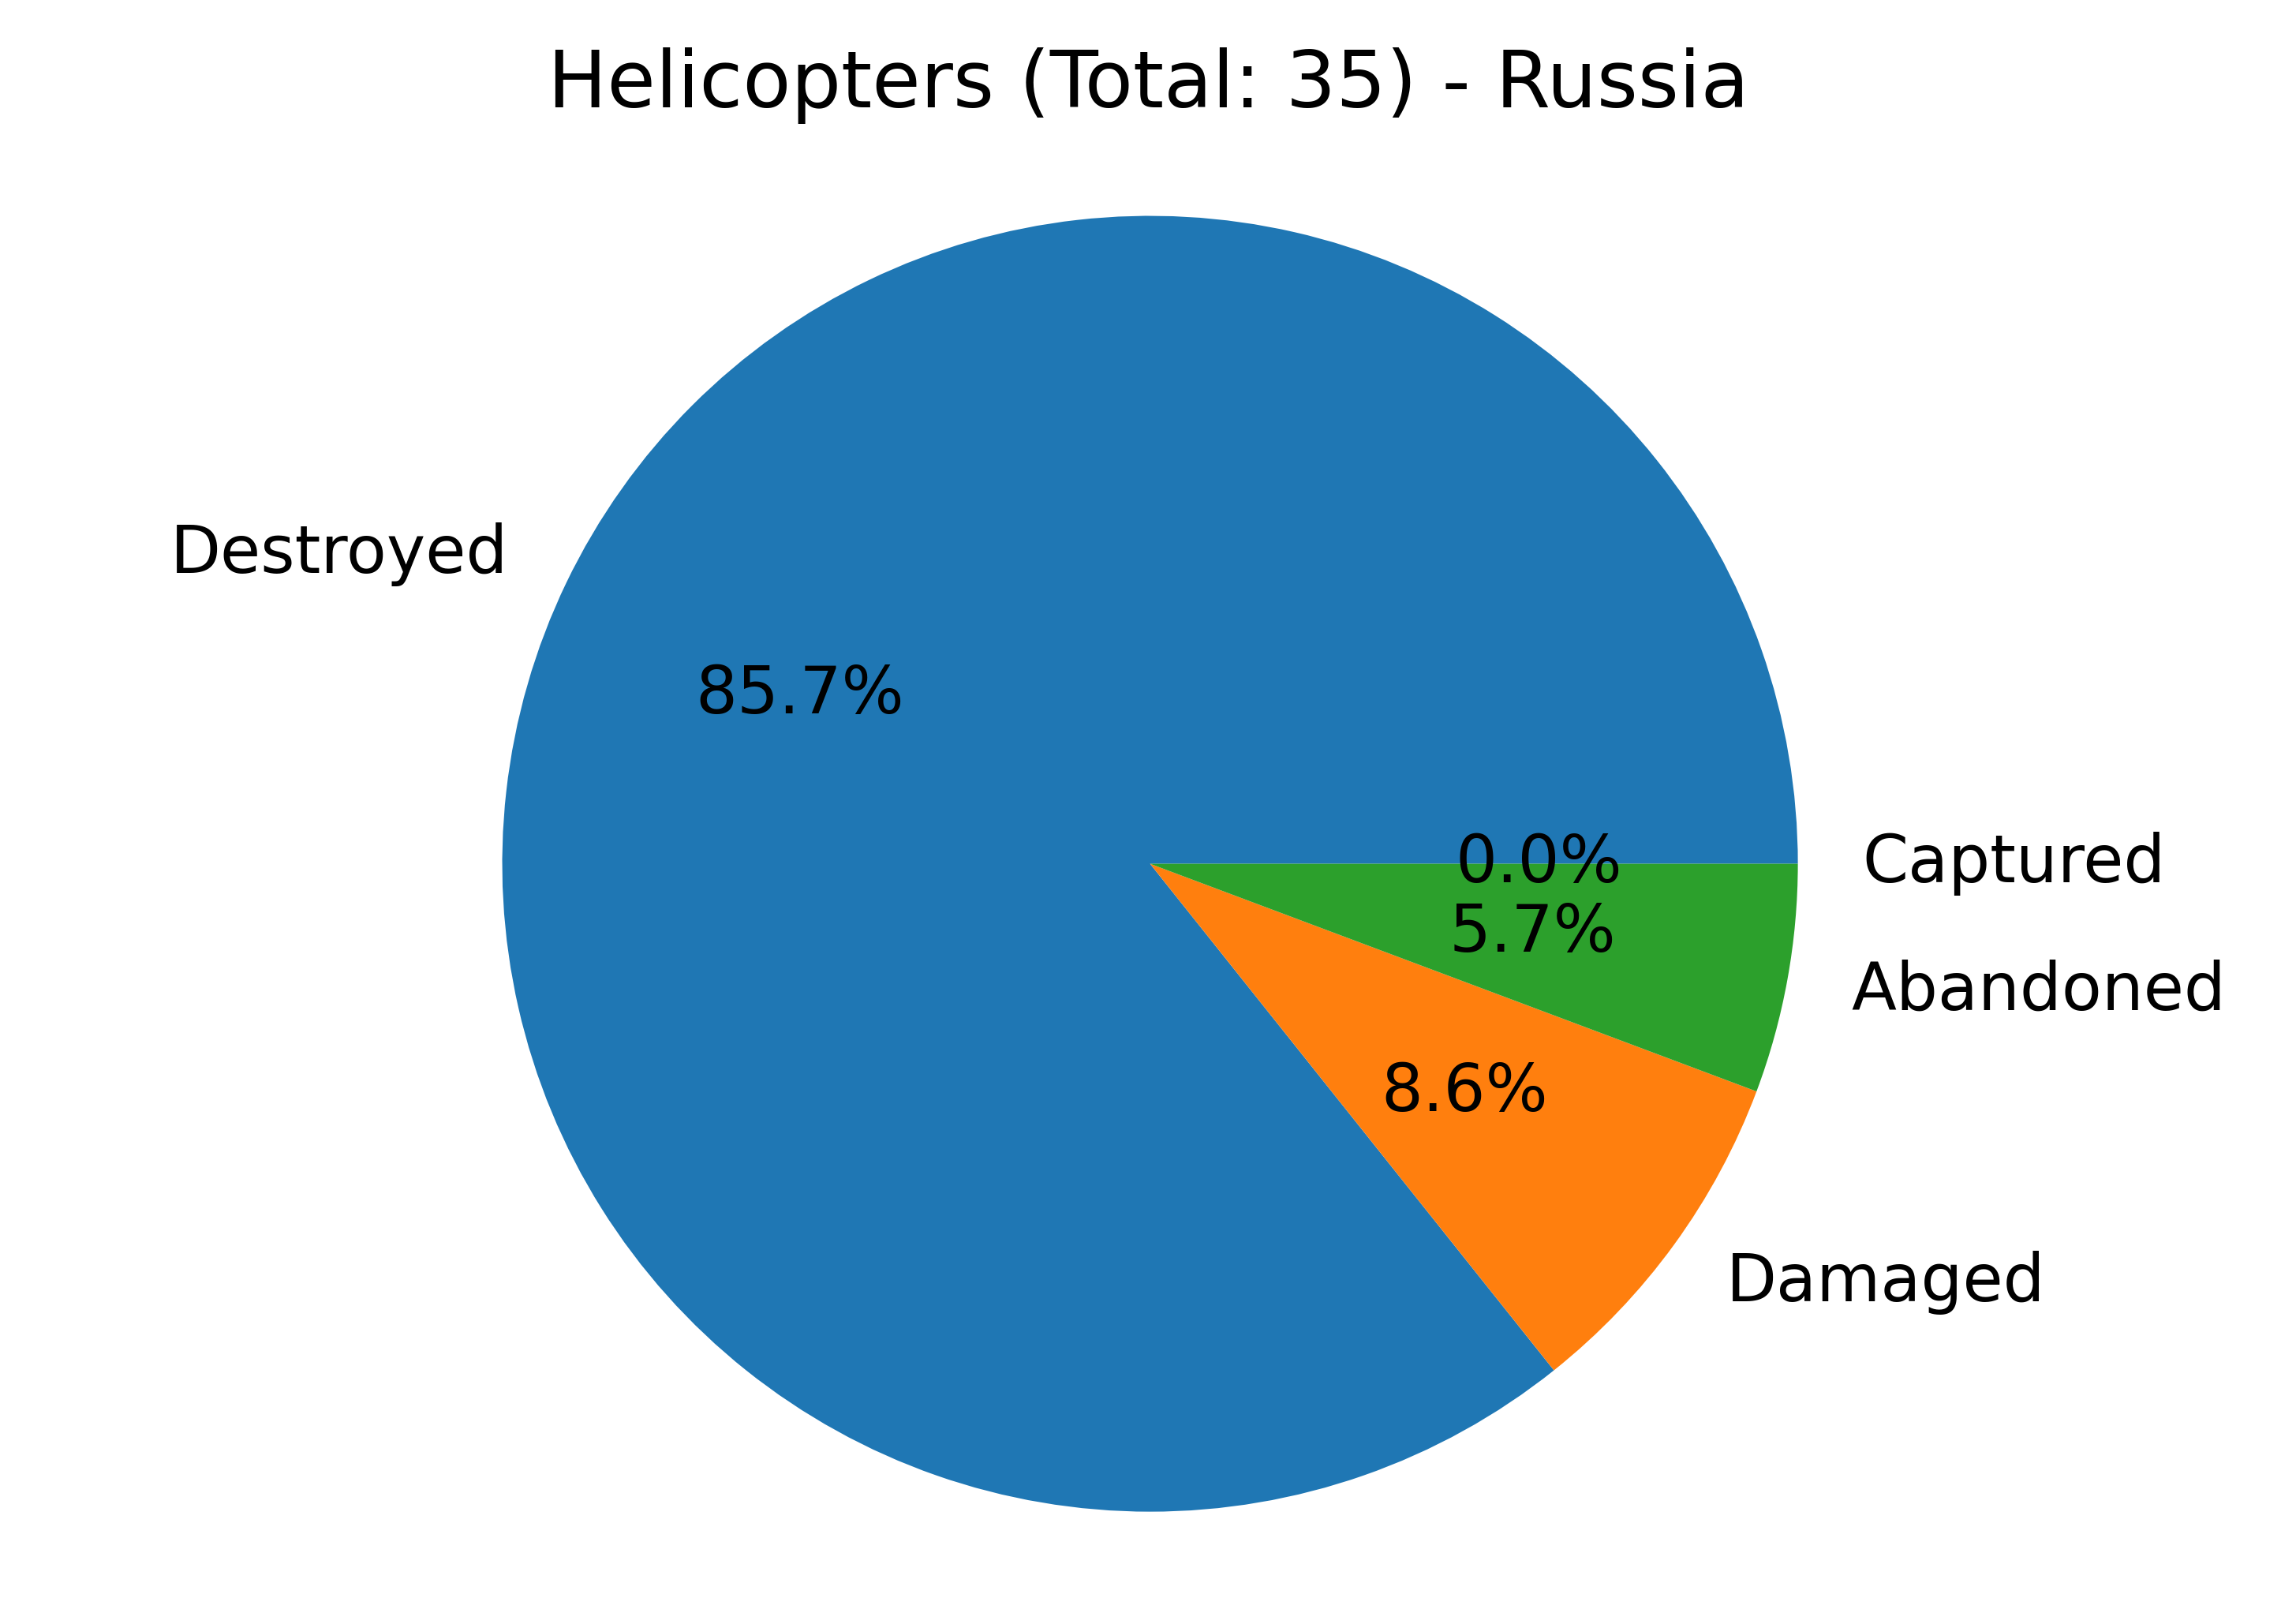 Helicopters (Total: 35) - Russia
Destroyed
85.7%
0.0%
Captured
5.7%
Abandoned
8.6%
Damaged